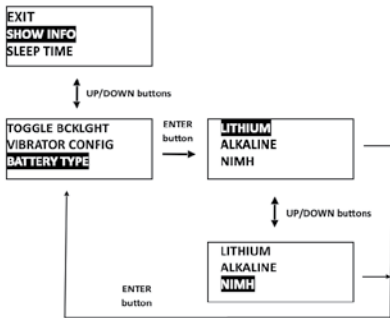 EXIT
SHOW INFO
SLEEP TIME
UP/DOWN buttons
TOGGLE BCKLGHT
VIBRATOR CONFIG
BATTERY TYPE
ENTER
button
LITHIUM
ALKALINE
NIMH
UP/DOWN buttons
LITHIUM
ALKALINE
NIMH
ENTER
button